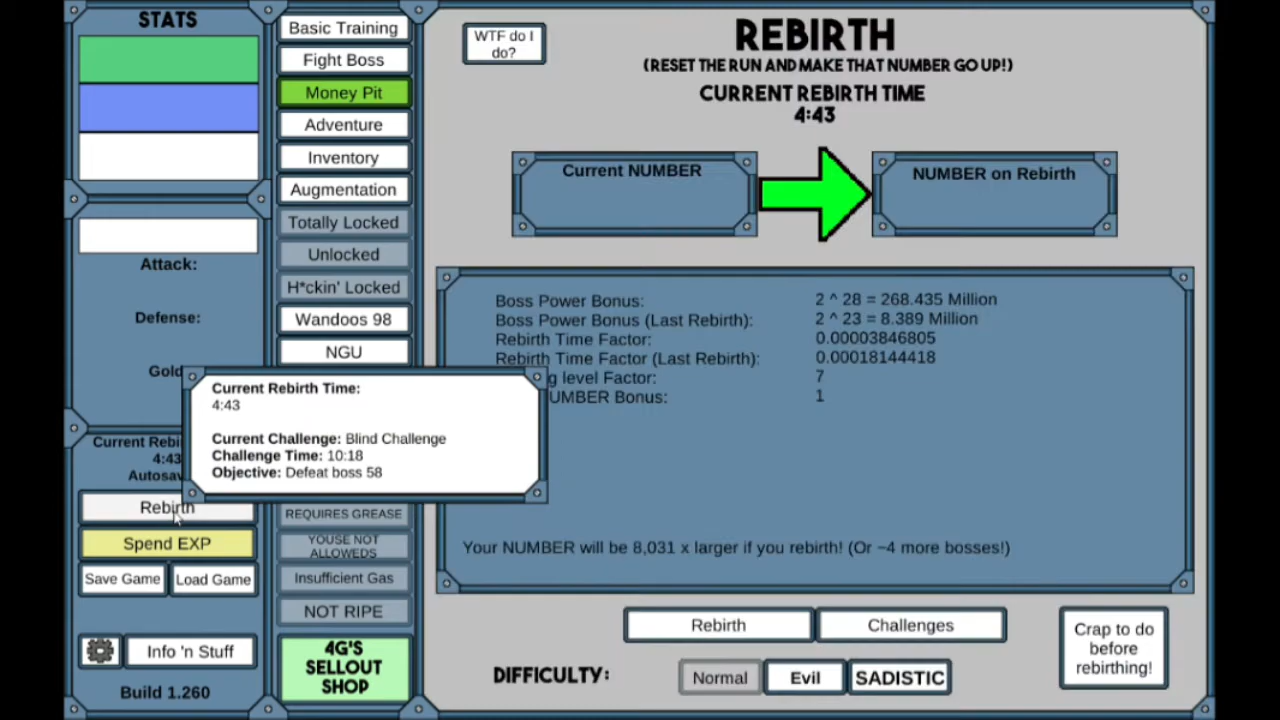 STATS
Attack:
Defense:
Gold
Current Rebi
4:43
Autosav
Rebirth
Spend EXP
Save Game
Load Game
Info 'n Stuff
Build 1.260
Basic Training
Fight Boss
Money Pit
Adventure
Inventory
Augmentation
Totally Locked
Unlocked
H*ckin' Locked
Wandoos 98
NGU
REQUIRES GREASE
YOUSE NOT
ALLOWEDS
Insufficient Gas
NOT RIPE
4G'S
SELLOUT
SHOP
Current Rebirth Time:
4:43
Current Challenge: Blind Challenge
Challenge Time: 10:18
Objective: Defeat boss 58
WTF do I
do?
REBIRTH
(RESET THE RUN AND MAKE THAT NUMBER GO UP!)
CURRENT REBIRTH TIME
4:43
Current NUMBER
NUMBER on Rebirth
Boss Power Bonus: 2 ^ 28 = 268.435 Million
Boss Power Bonus (Last Rebirth): 2 ^ 23 = 8.389 Million
Rebirth Time Factor: 0.00003846805
Rebirth Time Factor (Last Rebirth): 0.00018144418
g level Factor: 7
UMBER Bonus: 1
Your NUMBER will be 8,031 x larger if you rebirth! (Or ~4 more bosses!)
Rebirth
Challenges
Crap to do
before
rebirthing!
DIFFICULTY:
Normal
Evil
SADISTIC